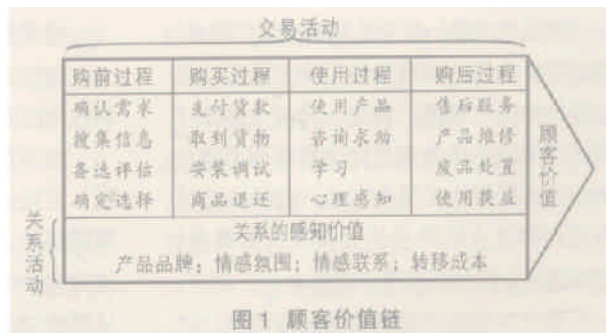 交易活动
购前过程 购买过程 使用过程 购后过程
确认需求 支付贷款 使用产品 售后服务
搜集信息 取到货物 咨询求助 产品维修
备选评估 安装调试 学习 废品处置
确定选择 商品退还 心理感知 使用损益
顾客价值
关系活动
关系的感知价值
产品品牌；情感氛围；情感联系；转移成本
图1 顾客价值链